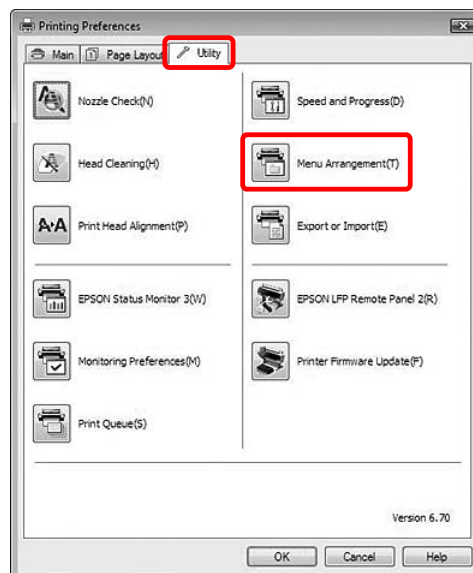 Printing Preferences
Main
Page Layout
Utility
Nozzle Check(N)
Speed and Progress(D)
Head Cleaning(H)
Menu Arrangement(T)
Print Head Alignment(P)
Export or Import(E)
EPSON Status Monitor 3(W)
EPSON LFP Remote Panel 2(R)
Monitoring Preferences(M)
Printer Firmware Update(F)
Print Queue(S)
Version 6.70
OK
Cancel
Help